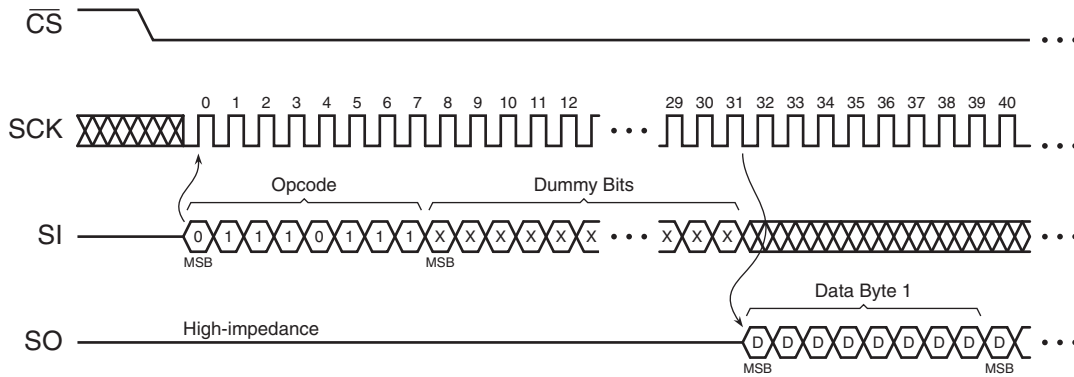 CS
0 1 2 3 4 5 6 7 8 9 10 11 12 29 30 31 32 33 34 35 36 37 38 39 40
SCK
Opcode Dummy Bits
SI 0 1 1 1 0 1 1 1 X X X X X X X X X
MSB MSB
Data Byte 1
High-impedance
SO D D D D D D D D D
MSB MSB